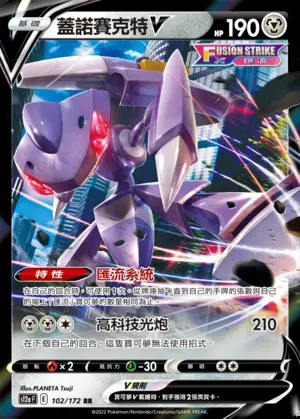 基礎 蓋諾賽克特V HP 190
FUSION STRIKE
匯流
特性 匯流系統
在自己的回合時，可使用1次。從牌庫抽卡直到自己的手牌的張數與自己的場上「匯流」寶可夢的數量相同為止。
高科技光炮 210
在下個自己的回合，這隻寶可夢無法使用招式。
弱點 ×2 抵抗力 -30 撤退
V規則
寶可夢V氣絕時，對手獲得2張獎賞卡。
Illus.PLANETA Tsuji
s12a F E 102/172 RR
©2022 Pokémon/Nintendo/Creatures/GAME FREAK.